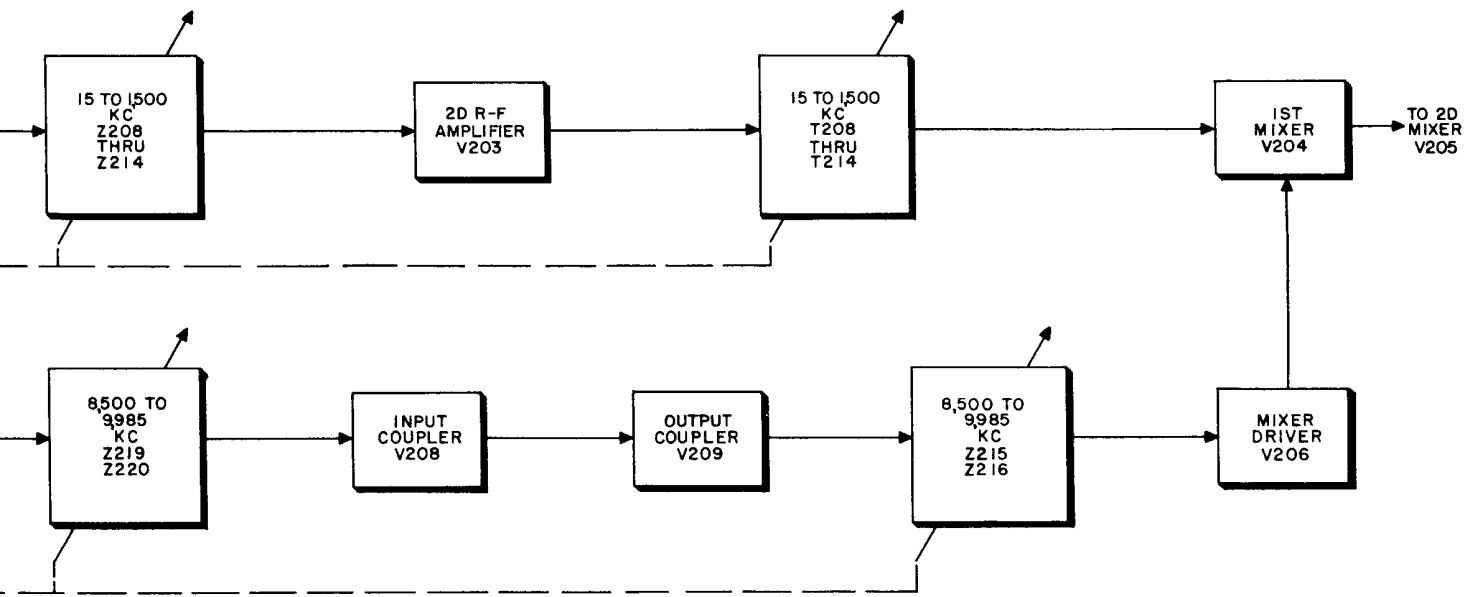 15 TO 1,500
KC
Z208
THRU
Z214
2D R-F
AMPLIFIER
V203
15 TO 1,500
KC
T208
THRU
T214
1ST
MIXER
V204
TO 2D
MIXER
V205
8,500 TO
9,985
KC
Z219
Z220
INPUT
COUPLER
V208
OUTPUT
COUPLER
V209
8,500 TO
9,985
KC
Z215
Z216
MIXER
DRIVER
V206